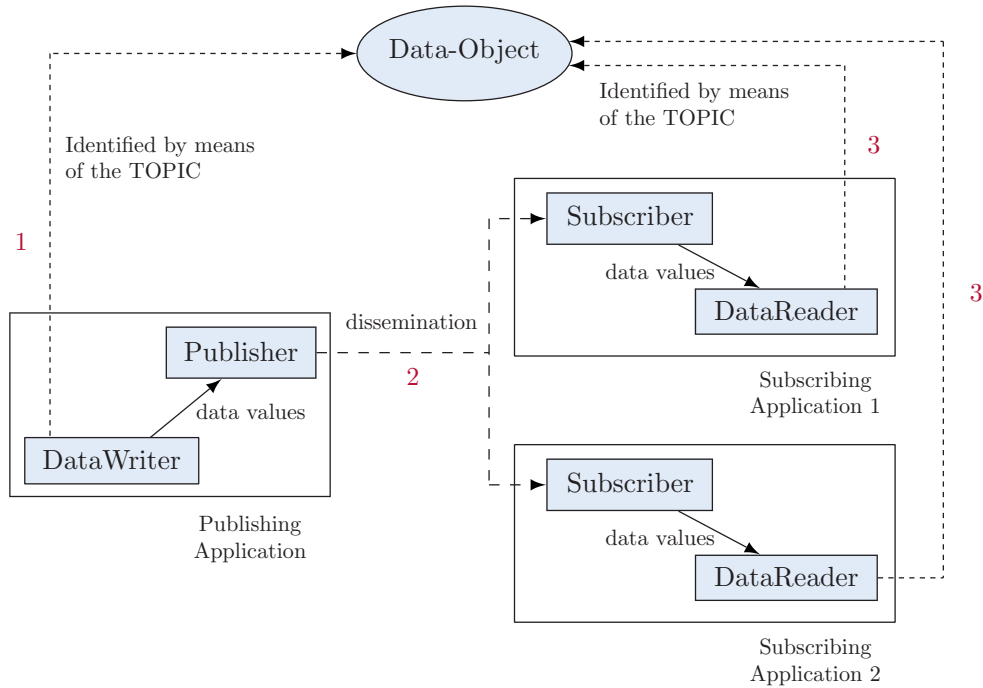 Data-Object
Identified by means
of the TOPIC
Identified by means
of the TOPIC
3
1
Subscriber
data values
DataReader
3
Subscribing
Application 1
dissemination
2
Publisher
data values
DataWriter
Publishing
Application
Subscriber
data values
DataReader
Subscribing
Application 2